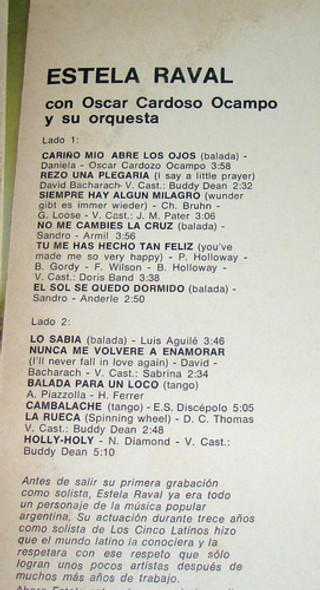 ESTELA RAVAL
con Oscar Cardoso Ocampo
y su orquesta
Lado 1:
CARIÑO MIO ABRE LOS OJOS (balada) -
Daniela - Oscar Cardozo Ocampo 3:58
REZO UNA PLEGARIA (I say a little prayer)
David Bacharach- V. Cast.: Buddy Dean 2:32
SIEMPRE HAY ALGUN MILAGRO (wunder
gibt es immer wieder) - Ch. Bruhn -
G. Loose - V. Cast.: J. M. Pater 3:06
NO ME CAMBIES LA CRUZ (balada) -
Sandro - Armil 3:56
TU ME HAS HECHO TAN FELIZ (you've
made me so very happy) - P. Holloway -
B. Gordy - F. Wilson - B. Holloway -
V. Cast.: Doris Band 3:38
EL SOL SE QUEDO DORMIDO (balada) -
Sandro - Anderle 2:50
Lado 2:
LO SABIA (balada) - Luis Aguilé 3:46
NUNCA ME VOLVERE A ENAMORAR
(I'll never fall in love again) - David -
Bacharach - V. Cast.: Sabrina 2:34
BALADA PARA UN LOCO (tango)
A. Piazzolla - H. Ferrer
CAMBALACHE (tango) - E.S. Discépolo 5:05
LA RUECA (Spinning wheel) - D. C. Thomas
V. Cast.: Buddy Dean 2:48
HOLLY-HOLY - N. Diamond - V. Cast.:
Buddy Dean 5:10
Antes de salir su primera grabación
como solista, Estela Raval ya era todo
un personaje de la música popular
argentina. Su actuación durante trece años
como solista de Los Cinco Latinos hizo
que el mundo latino la conociera y la
respetara con ese respeto que sólo
logran unos pocos artistas después de
muchos más años de trabajo.